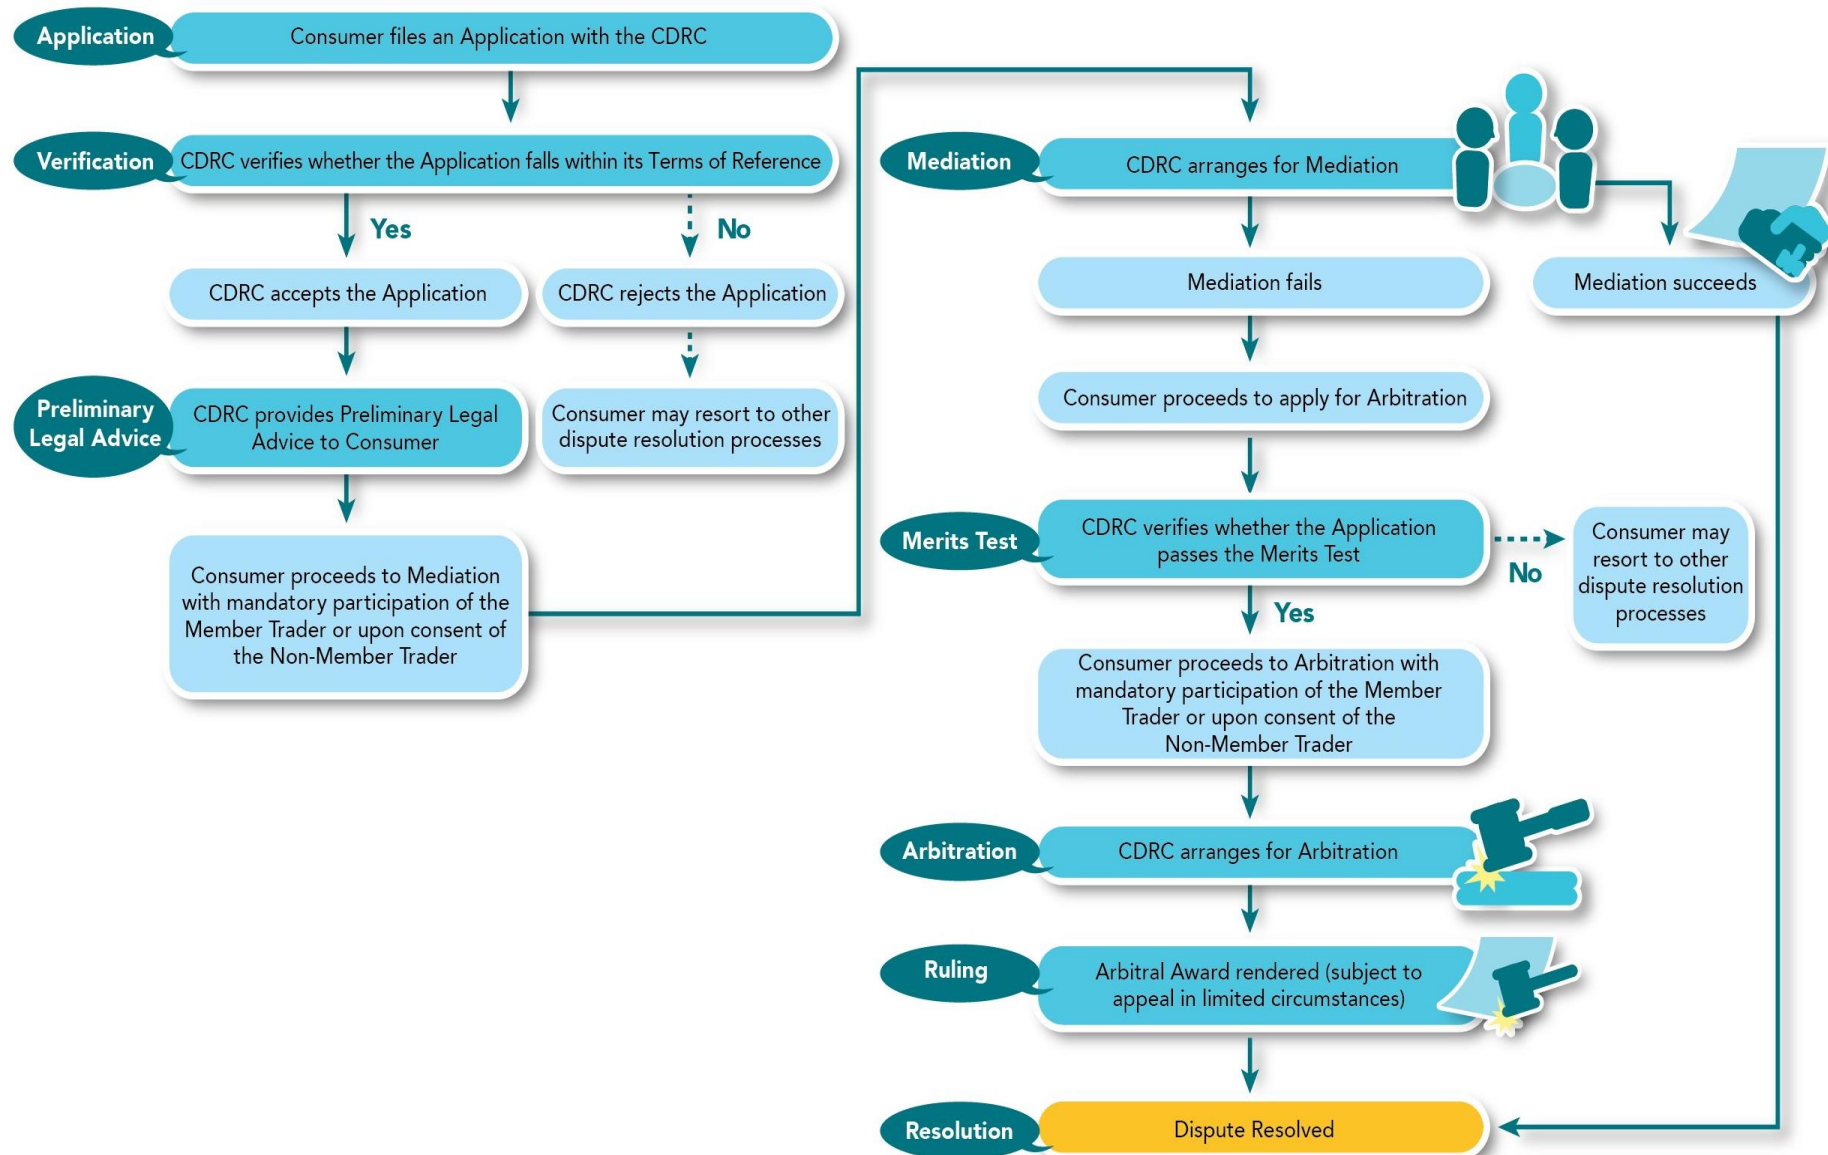 Application
Consumer files an Application with the CDRC
Verification
CDRC verifies whether the Application falls within its Terms of Reference
Yes
No
CDRC accepts the Application
CDRC rejects the Application
Preliminary
Legal Advice
CDRC provides Preliminary Legal
Advice to Consumer
Consumer may resort to other
dispute resolution processes
Consumer proceeds to Mediation
with mandatory participation of the
Member Trader or upon consent of
the Non-Member Trader
Mediation
CDRC arranges for Mediation
Mediation fails
Mediation succeeds
Consumer proceeds to apply for Arbitration
Merits Test
CDRC verifies whether the Application
passes the Merits Test
No
Consumer may
resort to other
dispute resolution
processes
Yes
Consumer proceeds to Arbitration with
mandatory participation of the Member
Trader or upon consent of the
Non-Member Trader
Arbitration
CDRC arranges for Arbitration
Ruling
Arbitral Award rendered (subject to
appeal in limited circumstances)
Resolution
Dispute Resolved